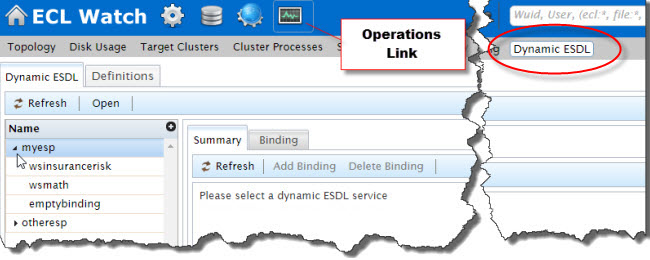 ECL Watch
Wuid, User, (ecl:*, file:*,
Operations
Link
Topology Disk Usage Target Clusters Cluster Processes S
g Dynamic ESDL
Dynamic ESDL Definitions
Refresh Open
Name
myesp
wsinsurancerisk
wsmath
emptybinding
otheresp
Summary Binding
Refresh Add Binding Delete Binding
Please select a dynamic ESDL service